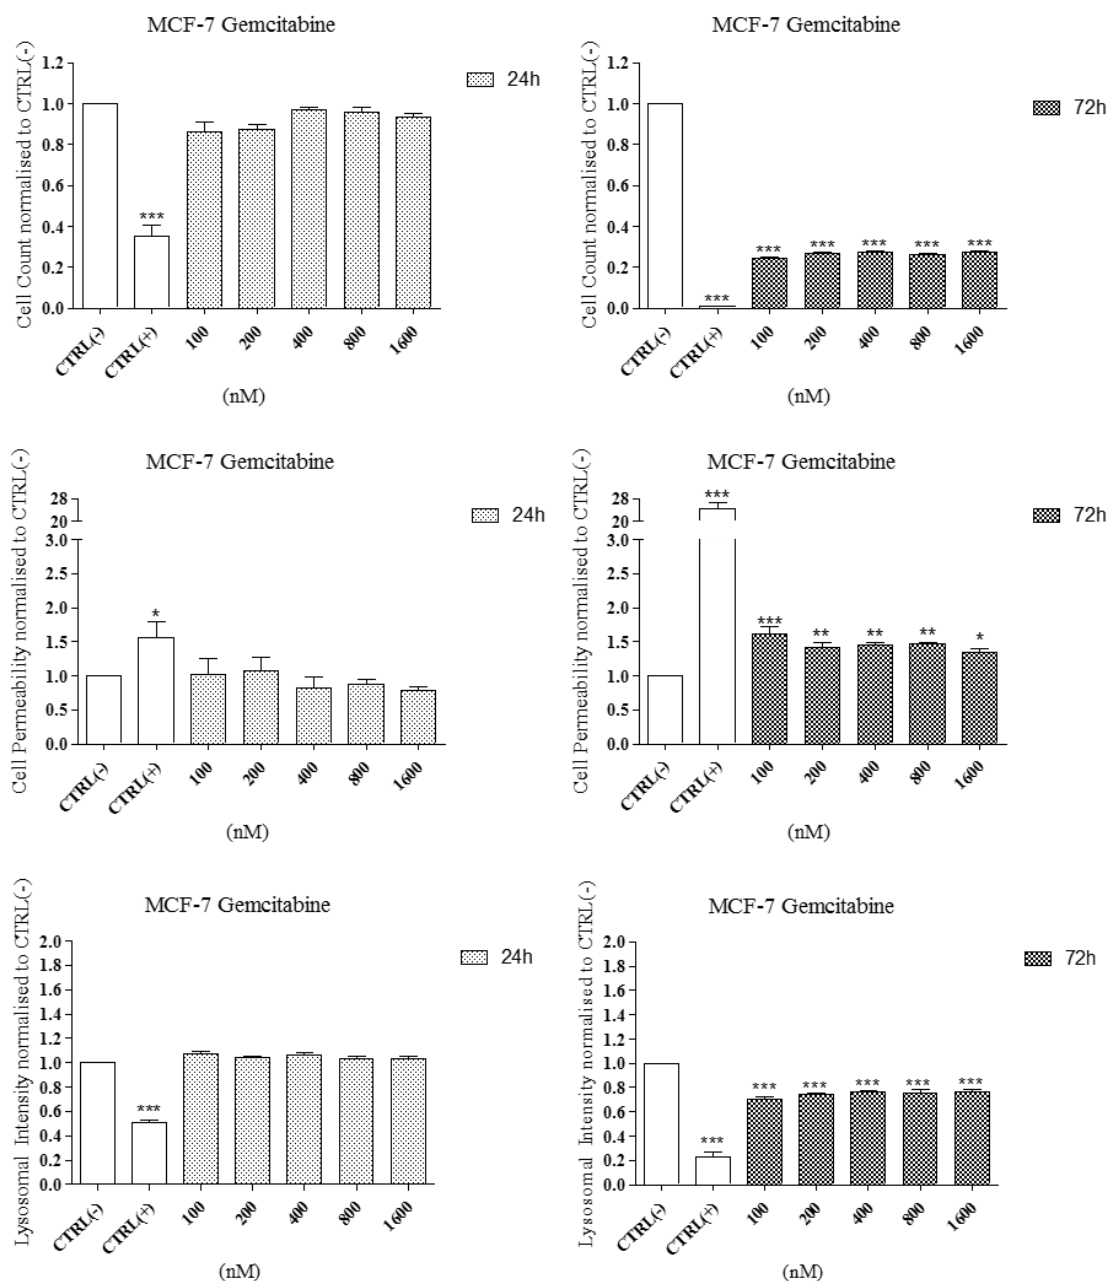 MCF-7 Gemcitabine
Cell Count normalised to CTRL(-)
1.2
1.0
0.8
0.6
0.4
0.2
0.0
***
24h
CTRL(-)
CTRL(+)
100
200
400
800
1600
(nM)
MCF-7 Gemcitabine
Cell Count normalised to CTRL(-)
1.2
1.0
0.8
0.6
0.4
0.2
0.0
***
***
***
***
***
***
72h
CTRL(-)
CTRL(+)
100
200
400
800
1600
(nM)
MCF-7 Gemcitabine
Cell Permeability normalised to CTRL(-)
28
20
3.0
2.5
2.0
1.5
1.0
0.5
0.0
*
24h
CTRL(-)
CTRL(+)
100
200
400
800
1600
(nM)
MCF-7 Gemcitabine
Cell Permeability normalised to CTRL(-)
28
20
3.0
2.5
2.0
1.5
1.0
0.5
0.0
***
***
**
**
**
*
72h
CTRL(-)
CTRL(+)
100
200
400
800
1600
(nM)
MCF-7 Gemcitabine
Lysosomal Intensity normalised to CTRL(-)
2.0
1.8
1.6
1.4
1.2
1.0
0.8
0.6
0.4
0.2
0.0
***
24h
CTRL(-)
CTRL(+)
100
200
400
800
1600
(nM)
MCF-7 Gemcitabine
Lysosomal Intensity normalised to CTRL(-)
2.0
1.8
1.6
1.4
1.2
1.0
0.8
0.6
0.4
0.2
0.0
***
***
***
***
***
***
72h
CTRL(-)
CTRL(+)
100
200
400
800
1600
(nM)